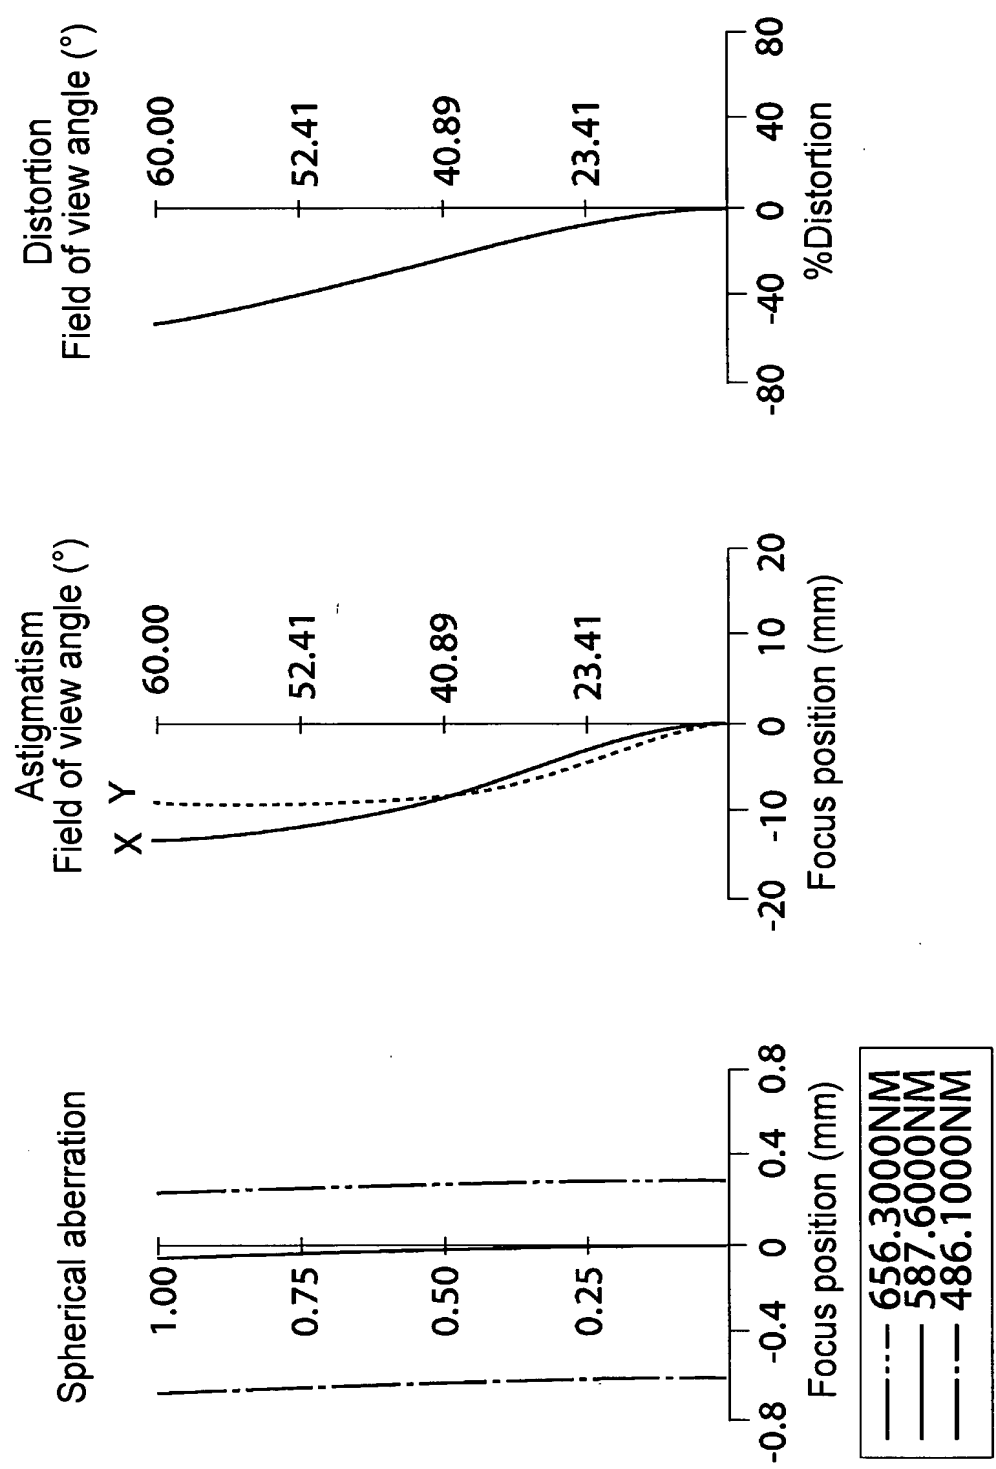 Spherical aberration
1.00
0.75
0.50
0.25
-0.8
-0.4
0
0.4
0.8
Focus position (mm)
Astigmatism
Field of view angle (°)
X
Y
60.00
52.41
40.89
23.41
-20
-10
0
10
20
Focus position (mm)
Distortion
Field of view angle (°)
60.00
52.41
40.89
23.41
-80
-40
0
40
80
%Distortion
656.3000NM
587.6000NM
486.1000NM